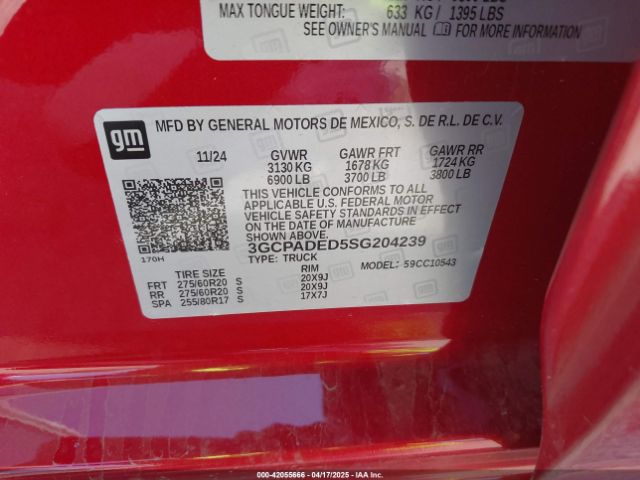 MAX TONGUE WEIGHT: 633 KG / 1395 LBS
SEE OWNER'S MANUAL FOR MORE INFORMATION
gm
MFD BY GENERAL MOTORS DE MEXICO, S. DE R.L. DE C.V.
11/24 GVWR GAWR FRT GAWR RR
3130 KG 1678 KG 1724 KG
6900 LB 3700 LB 3800 LB
THIS VEHICLE CONFORMS TO ALL
APPLICABLE U.S. FEDERAL MOTOR
VEHICLE SAFETY STANDARDS IN EFFECT
ON THE DATE OF MANUFACTURE
SHOWN ABOVE.
3GCPADED5SG204239
170H TYPE: TRUCK MODEL: 59CC10543
TIRE SIZE RIM
FRT 275/60R20 S 20X9J
RR 275/60R20 S 20X9J
SPA 255/80R17 S 17X7J
000-42055666 - 04/17/2025 - Copyright IAA, Inc.